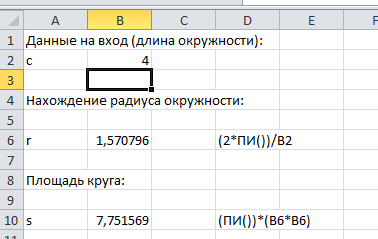 A B C D E F
1 Данные на вход (длина окружности):
2 c 4
3
4 Нахождение радиуса окружности:
5
6 r 1,570796 (2*ПИ())/B2
7
8 Площадь круга:
9
10 s 7,751569 (ПИ())*(B6*B6)
11